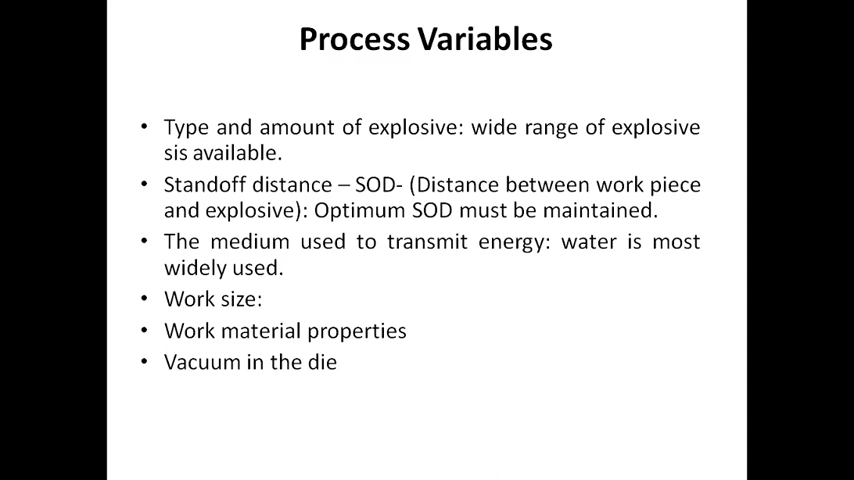 Process Variables
• Type and amount of explosive: wide range of explosive
sis available.
• Standoff distance – SOD- (Distance between work piece
and explosive): Optimum SOD must be maintained.
• The medium used to transmit energy: water is most
widely used.
• Work size:
• Work material properties
• Vacuum in the die